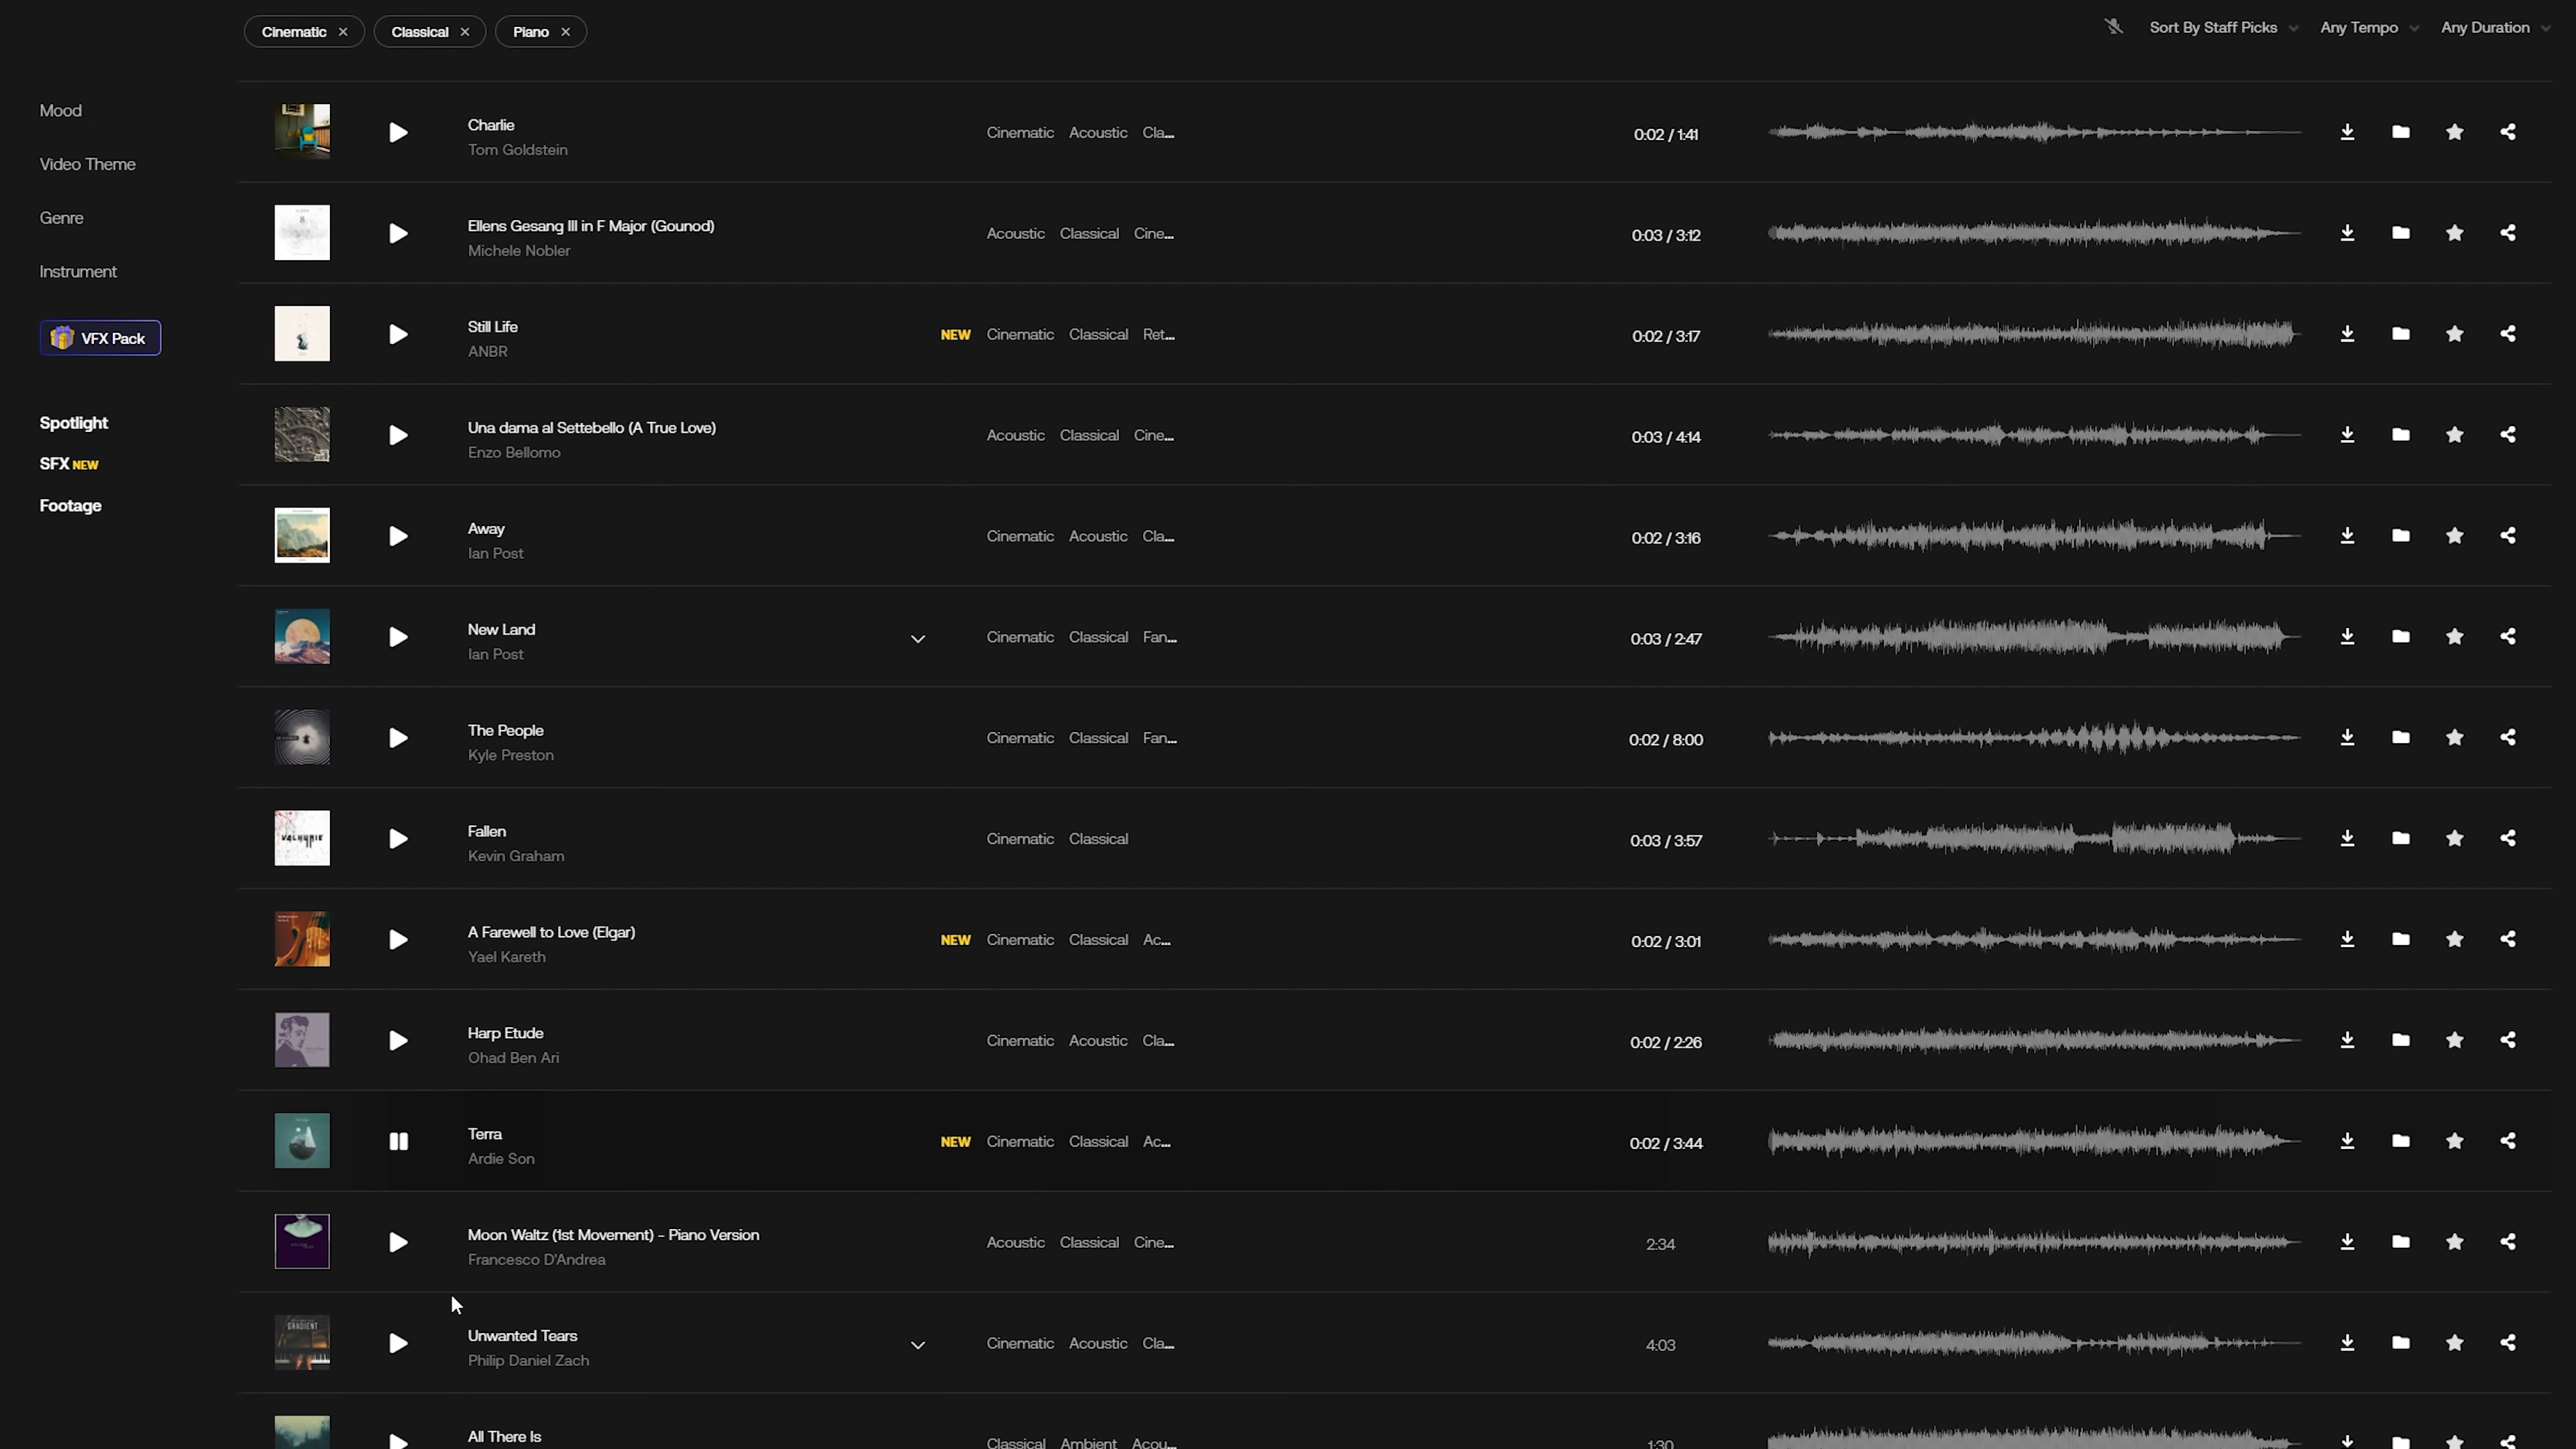 Cinematic × Classical × Piano × Sort By Staff Picks Any Tempo Any Duration
Mood
Video Theme
Genre
Instrument
VFX Pack
Spotlight
SFX NEW
Footage
Charlie Cinematic Acoustic Cla... 0:02 / 1:41
Tom Goldstein
Ellens Gesang III in F Major (Gounod) Acoustic Classical Cine... 0:03 / 3:12
Michele Nobler
Still Life NEW Cinematic Classical Ret... 0:02 / 3:17
ANBR
Una dama al Settebello (A True Love) Acoustic Classical Cine... 0:03 / 4:14
Enzo Bellomo
Away Cinematic Acoustic Cla... 0:02 / 3:16
Ian Post
New Land Cinematic Classical Fan... 0:03 / 2:47
Ian Post
The People Cinematic Classical Fan... 0:02 / 8:00
Kyle Preston
VALKYRIE
Fallen Cinematic Classical 0:03 / 3:57
Kevin Graham
A Farewell to Love (Elgar) NEW Cinematic Classical Ac... 0:02 / 3:01
Yael Kareth
Harp Etude Cinematic Acoustic Cla... 0:02 / 2:26
Ohad Ben Ari
Terra NEW Cinematic Classical Ac... 0:02 / 3:44
Ardie Son
Moon Waltz (1st Movement) - Piano Version Acoustic Classical Cine... 2:34
Francesco D'Andrea
GRADIENT
Unwanted Tears Cinematic Acoustic Cla... 4:03
Philip Daniel Zach
All There Is Classical Ambient Acou... 1:30